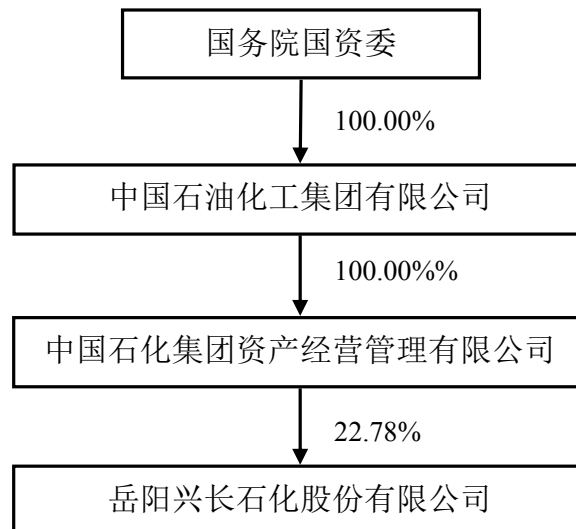 国务院国资委
100.00%
中国石油化工集团有限公司
100.00%%
中国石化集团资产经营管理有限公司
22.78%
岳阳兴长石化股份有限公司